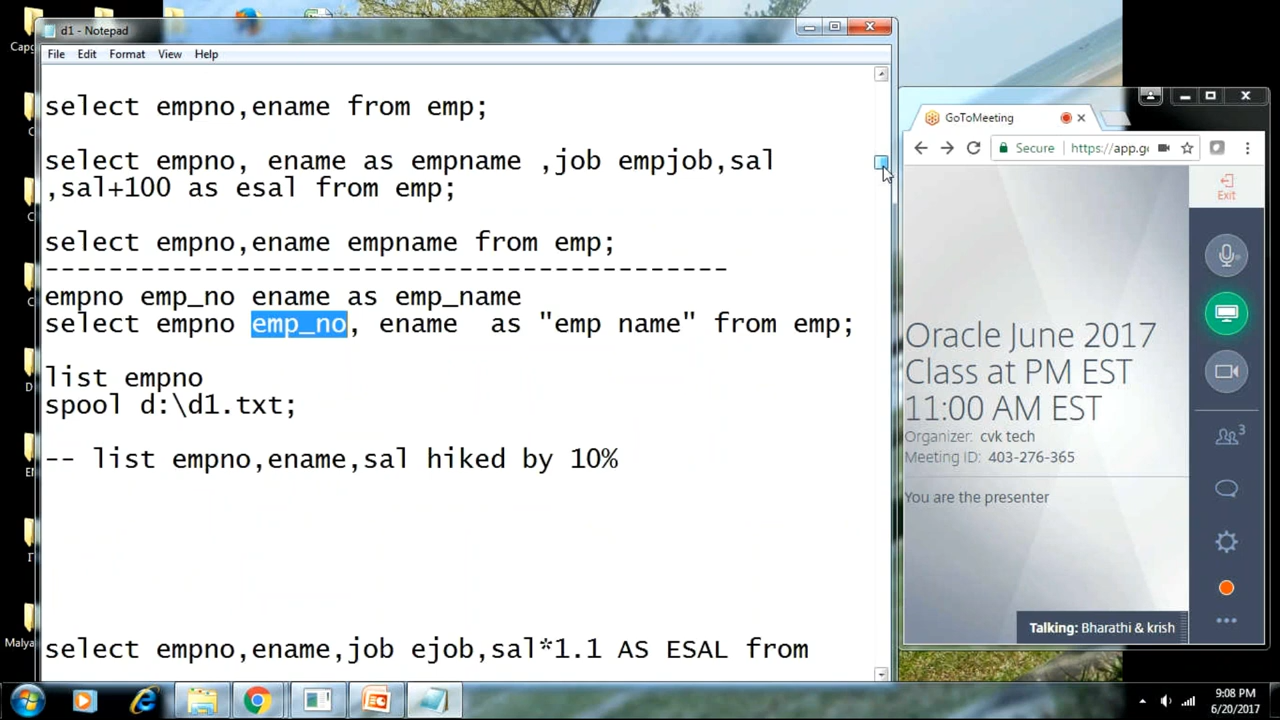 d1 - Notepad
File Edit Format View Help
select empno,ename from emp;
select empno, ename as empname ,job empjob,sal
,sal+100 as esal from emp;
select empno,ename empname from emp;
-------------------------------------------
empno emp_no ename as emp_name
select empno emp_no, ename  as "emp name" from emp;
list empno
spool d:\d1.txt;
-- list empno,ename,sal hiked by 10%
select empno,ename,job ejob,sal*1.1 AS ESAL from
GoToMeeting
Secure https://app.g
Exit
Oracle June 2017
Class at PM EST
11:00 AM EST
Organizer: cvk tech
Meeting ID: 403-276-365
You are the presenter
3
Talking: Bharathi & krish
Malya
9:08 PM
6/20/2017